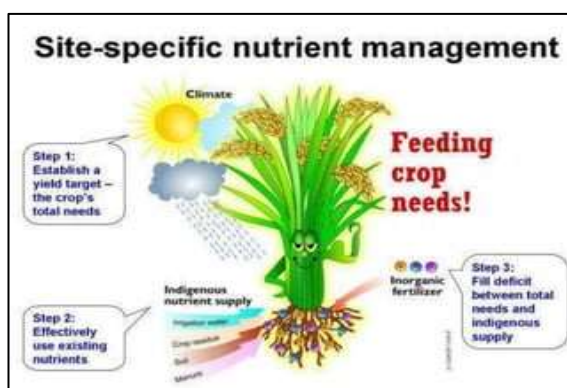 Site-specific nutrient management
Climate
Step 1:
Establish a
yield target –
the crop's
total needs
Feeding
crop
needs!
Indigenous
nutrient supply
Irrigation water
Crop residue
Soil
Manure
Step 2:
Effectively
use existing
nutrients
Inorganic
fertilizer
Step 3:
Fill deficit
between total
needs and
indigenous
supply